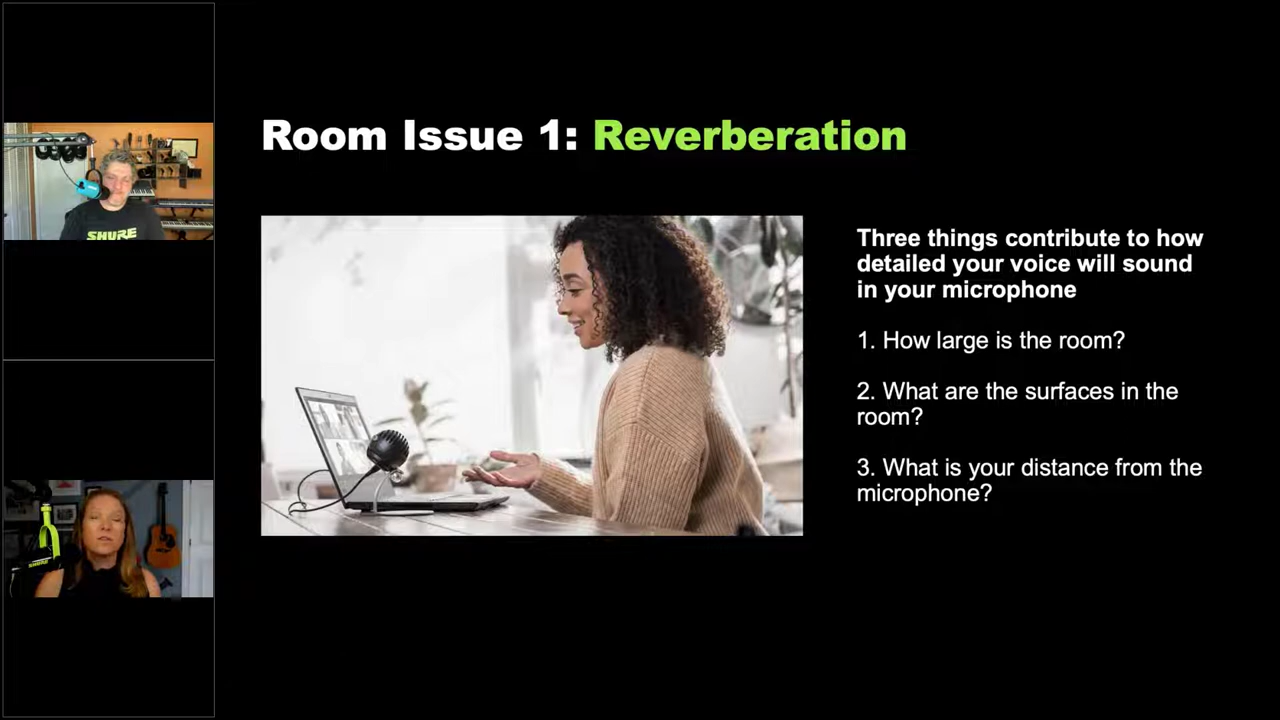 Room Issue 1: Reverberation
SHURE
Three things contribute to how
detailed your voice will sound
in your microphone
1. How large is the room?
2. What are the surfaces in the
room?
3. What is your distance from the
microphone?
SHURE